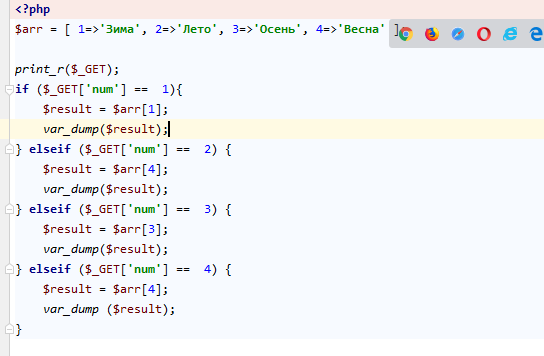 <?php
$arr = [ 1=>'Зима', 2=>'Лето', 3=>'Осень', 4=>'Весна' ]
print_r($_GET);
if ($_GET['num'] ==  1){
    $result = $arr[1];
    var_dump($result);
} elseif ($_GET['num'] ==  2) {
    $result = $arr[4];
    var_dump($result);
} elseif ($_GET['num'] ==  3) {
    $result = $arr[3];
    var_dump($result);
} elseif ($_GET['num'] ==  4) {
    $result = $arr[4];
    var_dump ($result);
}